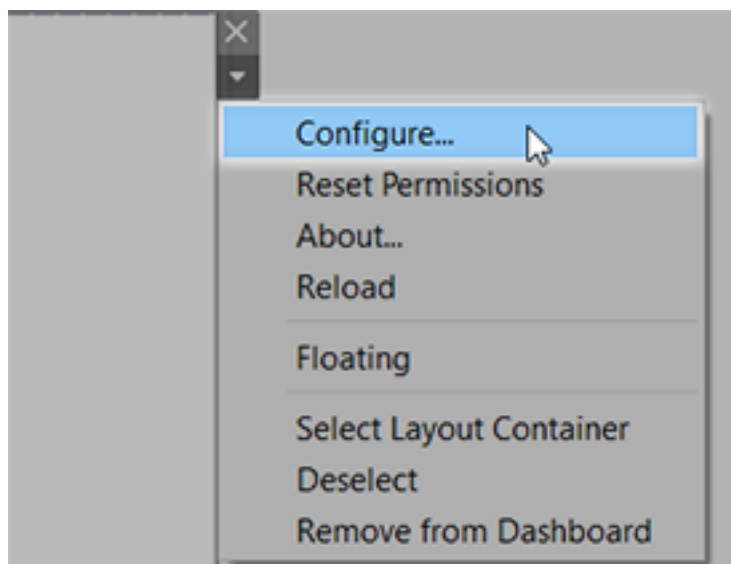 Configure...
Reset Permissions
About...
Reload
Floating
Select Layout Container
Deselect
Remove from Dashboard